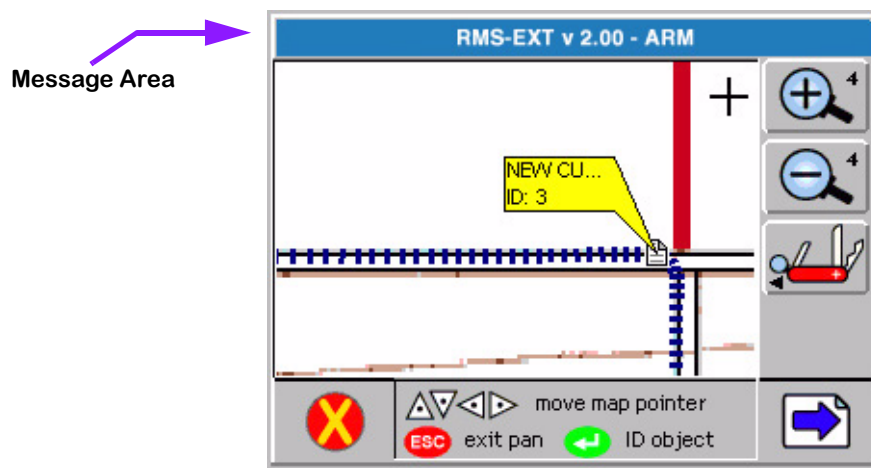 RMS-EXT v 2.00 - ARM
Message Area
4
NEW CU...
ID: 3
4
move map pointer
ESC exit pan ID object